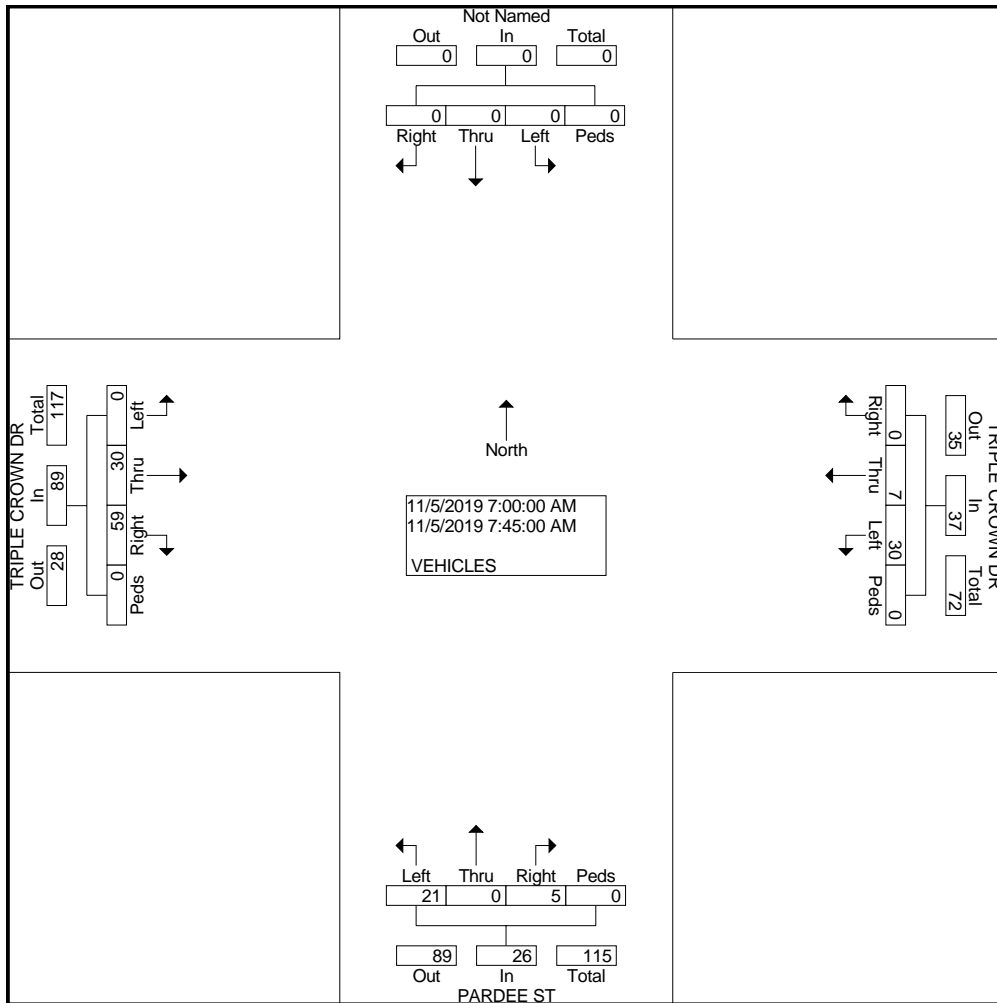 Not Named
Out In Total
0 0 0
0 0 0 0
Right Thru Left Peds
TRIPLE CROWN DR
Total In Out
117 89 28
0 30 59 0
Left Thru Right Peds
North
11/5/2019 7:00:00 AM
11/5/2019 7:45:00 AM
VEHICLES
Right Thru Left Peds
0 7 30 0
Out In Total
35 37 72
TRIPLE CROWN DR
Left Thru Right Peds
21 0 5 0
89 26 115
Out In Total
PARDEE ST